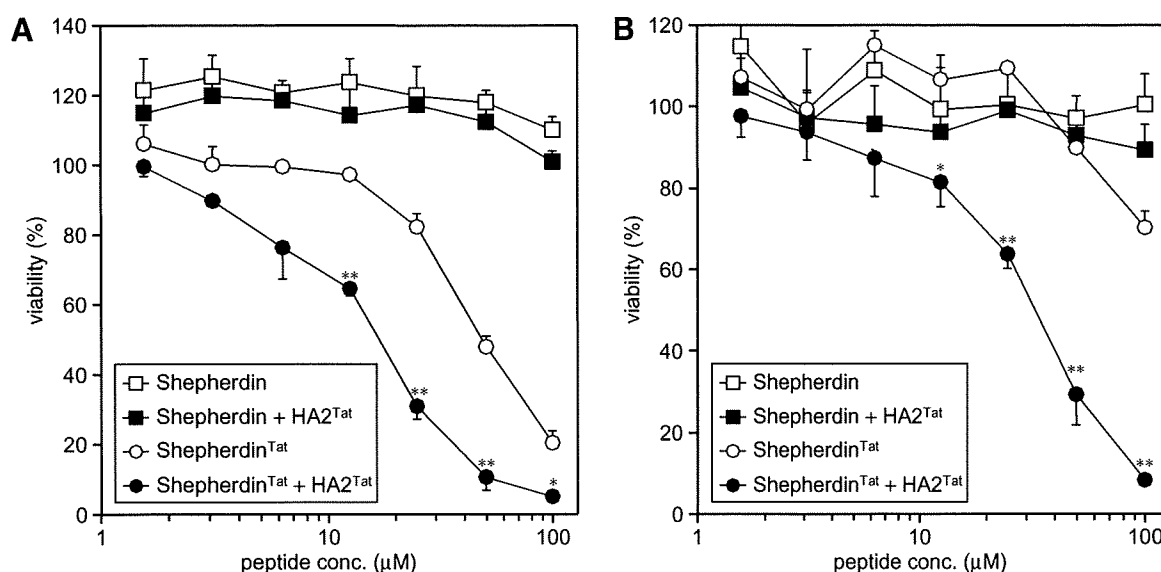 A
140
120
100
80
60
40
20
0
viability (%)
**
**
**
*
Shepherdin
Shepherdin + HA2Tat
ShepherdinTat
ShepherdinTat + HA2Tat
1
10
100
peptide conc. (μM)
B
120
100
80
60
40
20
0
viability (%)
*
**
**
**
Shepherdin
Shepherdin + HA2Tat
ShepherdinTat
ShepherdinTat + HA2Tat
1
10
100
peptide conc. (μM)